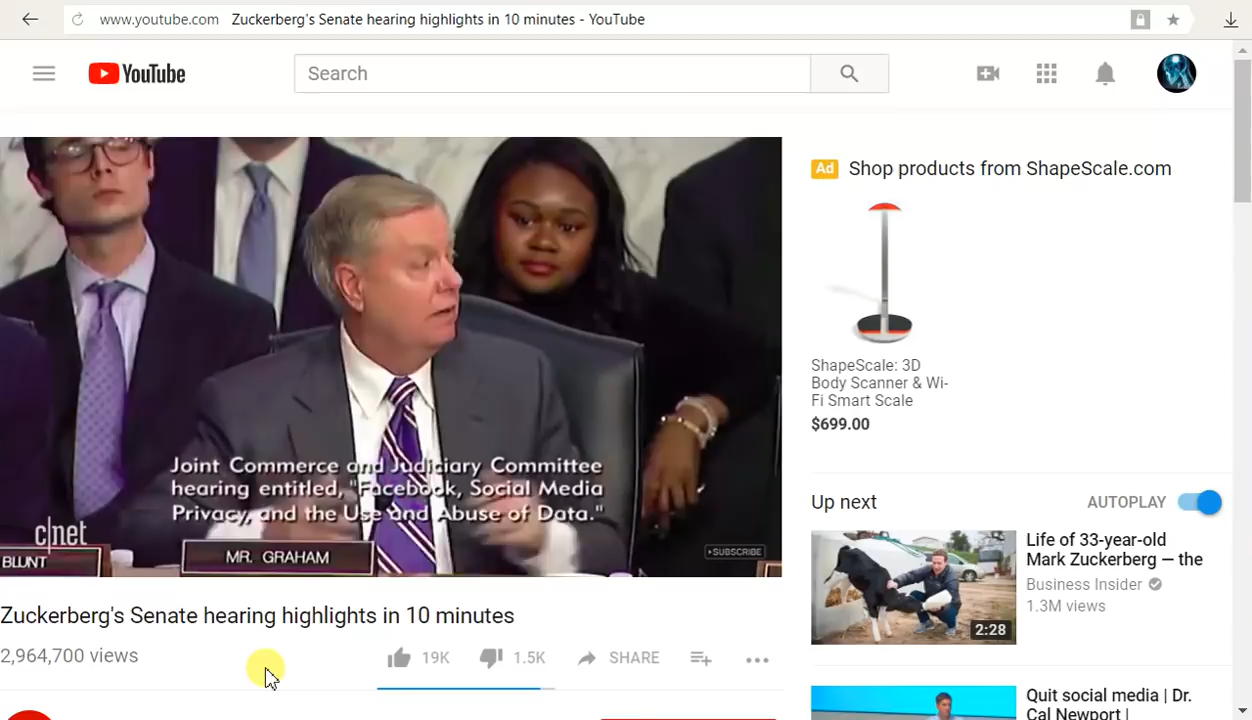 www.youtube.com Zuckerberg's Senate hearing highlights in 10 minutes - YouTube
YouTube
Search
Joint Commerce and Judiciary Committee
hearing entitled, "Facebook, Social Media
Privacy, and the Use and Abuse of Data."
c|net
BLUNT
MR. GRAHAM
SUBSCRIBE
Zuckerberg's Senate hearing highlights in 10 minutes
2,964,700 views
19K
1.5K
SHARE
Ad
Shop products from ShapeScale.com
ShapeScale: 3D
Body Scanner & Wi-
Fi Smart Scale
$699.00
Up next
AUTOPLAY
2:28
Life of 33-year-old
Mark Zuckerberg — the
Business Insider
1.3M views
Quit social media | Dr.
Cal Newport |